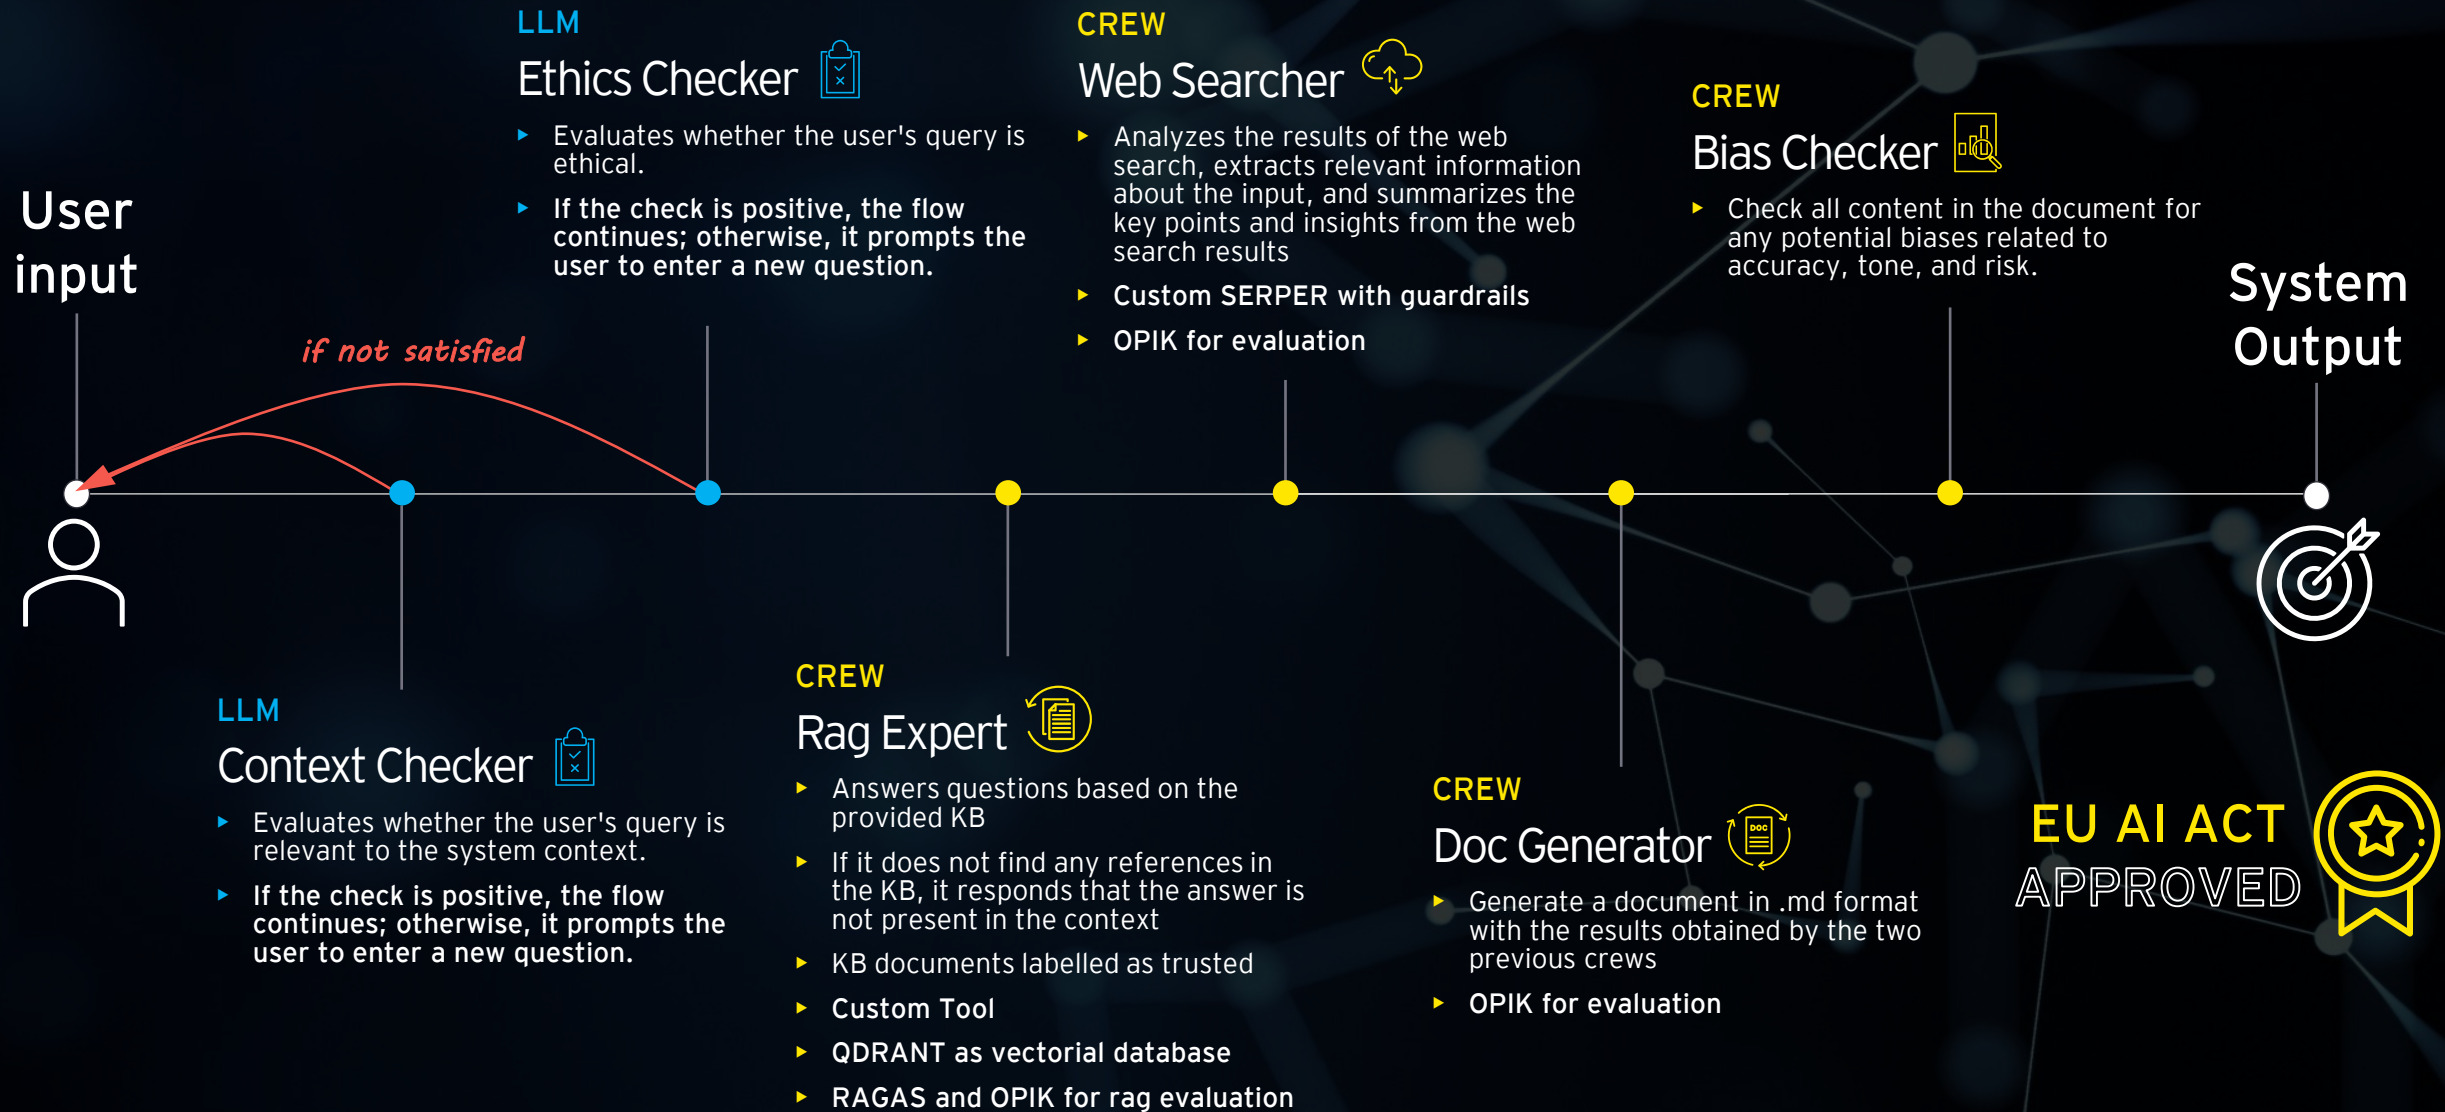 User
input
if not satisfied
LLM
Context Checker
Evaluates whether the user's query is
relevant to the system context.
If the check is positive, the flow
continues; otherwise, it prompts the
user to enter a new question.
LLM
Ethics Checker
Evaluates whether the user's query is
ethical.
If the check is positive, the flow
continues; otherwise, it prompts the
user to enter a new question.
CREW
Rag Expert
Answers questions based on the
provided KB
If it does not find any references in
the KB, it responds that the answer is
not present in the context
KB documents labelled as trusted
Custom Tool
QDRANT as vectorial database
RAGAS and OPIK for rag evaluation
CREW
Web Searcher
Analyzes the results of the web
search, extracts relevant information
about the input, and summarizes the
key points and insights from the web
search results
Custom SERPER with guardrails
OPIK for evaluation
CREW
Doc Generator
DOC
Generate a document in .md format
with the results obtained by the two
previous crews
OPIK for evaluation
CREW
Bias Checker
Check all content in the document for
any potential biases related to
accuracy, tone, and risk.
System
Output
EU AI ACT
APPROVED